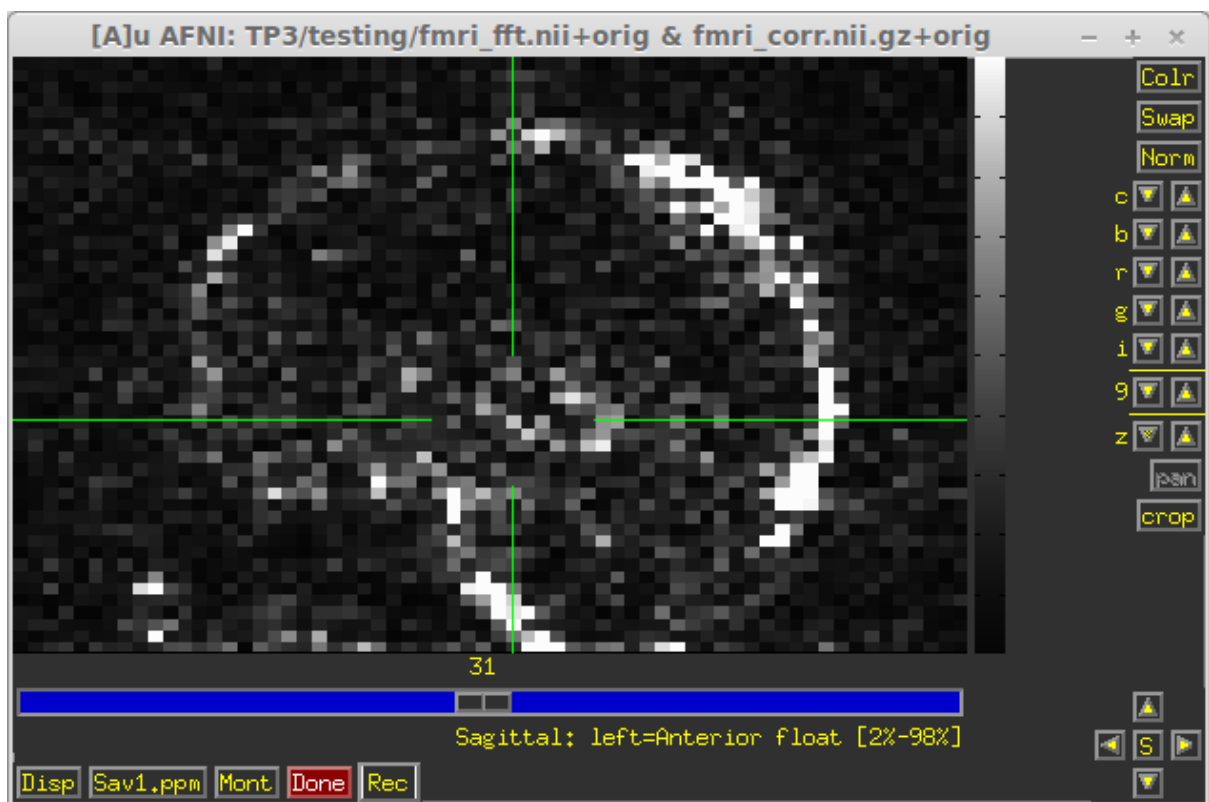 [A]u AFNI: TP3/testing/fmri_fft.nii+orig & fmri_corr.nii.gz+orig
Colr
Swap
Norm
c
b
r
g
i
9
z
pan
crop
31
Sagittal: left=Anterior float [2%-98%]
S
Disp Sav1.ppm Mont Done Rec